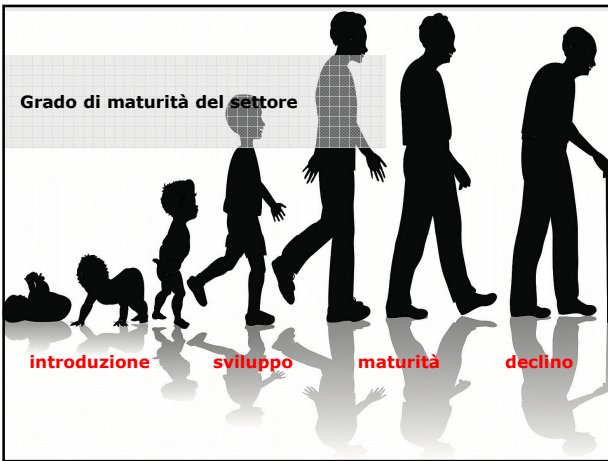 Grado di maturità del settore
introduzione sviluppo maturità declino